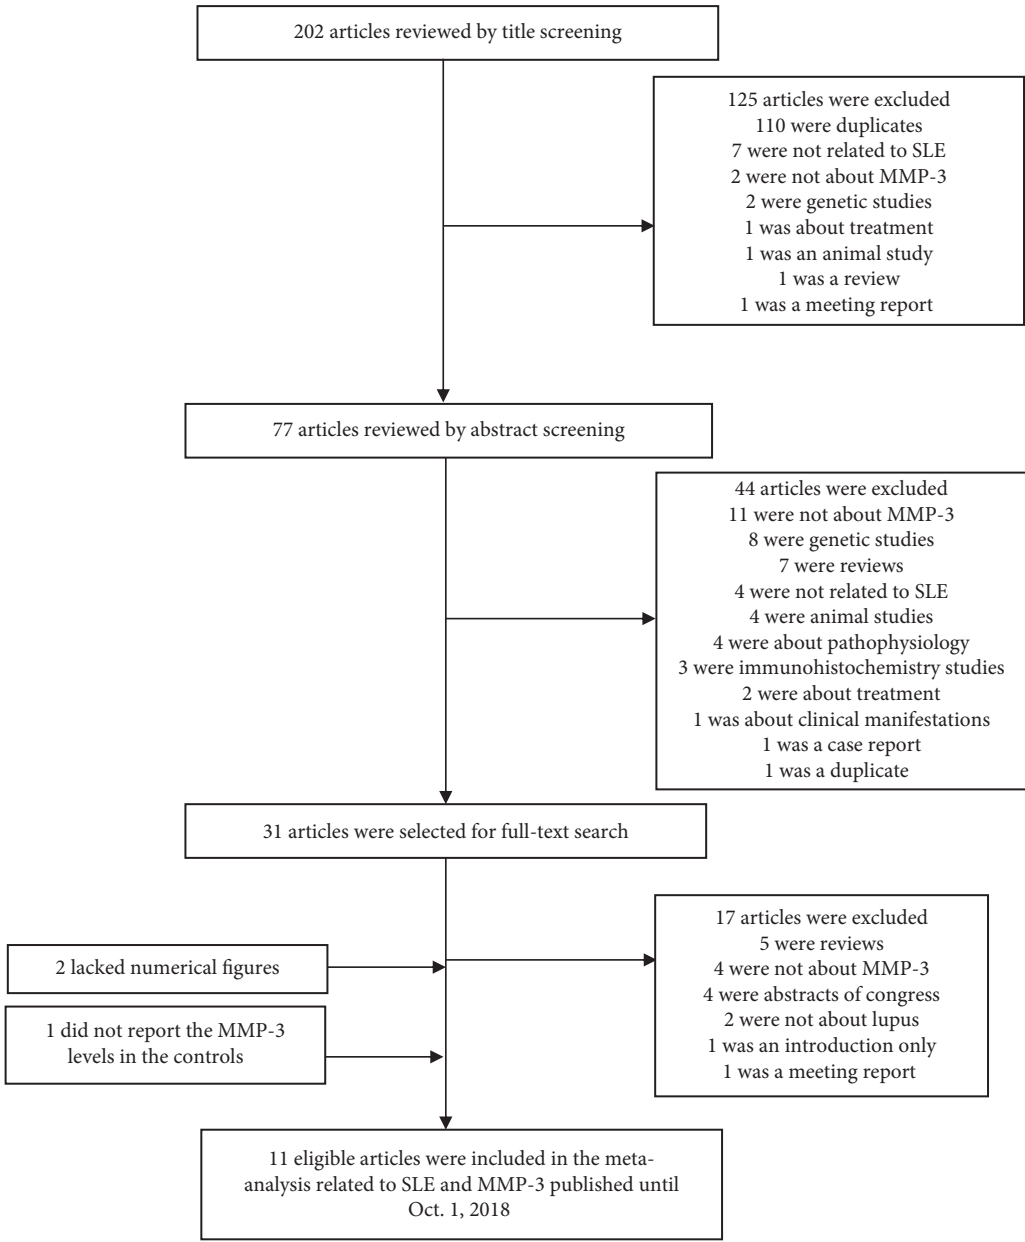 202 articles reviewed by title screening
125 articles were excluded
110 were duplicates
7 were not related to SLE
2 were not about MMP-3
2 were genetic studies
1 was about treatment
1 was an animal study
1 was a review
1 was a meeting report
77 articles reviewed by abstract screening
44 articles were excluded
11 were not about MMP-3
8 were genetic studies
7 were reviews
4 were not related to SLE
4 were animal studies
4 were about pathophysiology
3 were immunohistochemistry studies
2 were about treatment
1 was about clinical manifestations
1 was a case report
1 was a duplicate
31 articles were selected for full-text search
17 articles were excluded
5 were reviews
4 were not about MMP-3
4 were abstracts of congress
2 were not about lupus
1 was an introduction only
1 was a meeting report
2 lacked numerical figures
1 did not report the MMP-3
levels in the controls
11 eligible articles were included in the meta-
analysis related to SLE and MMP-3 published until
Oct. 1, 2018